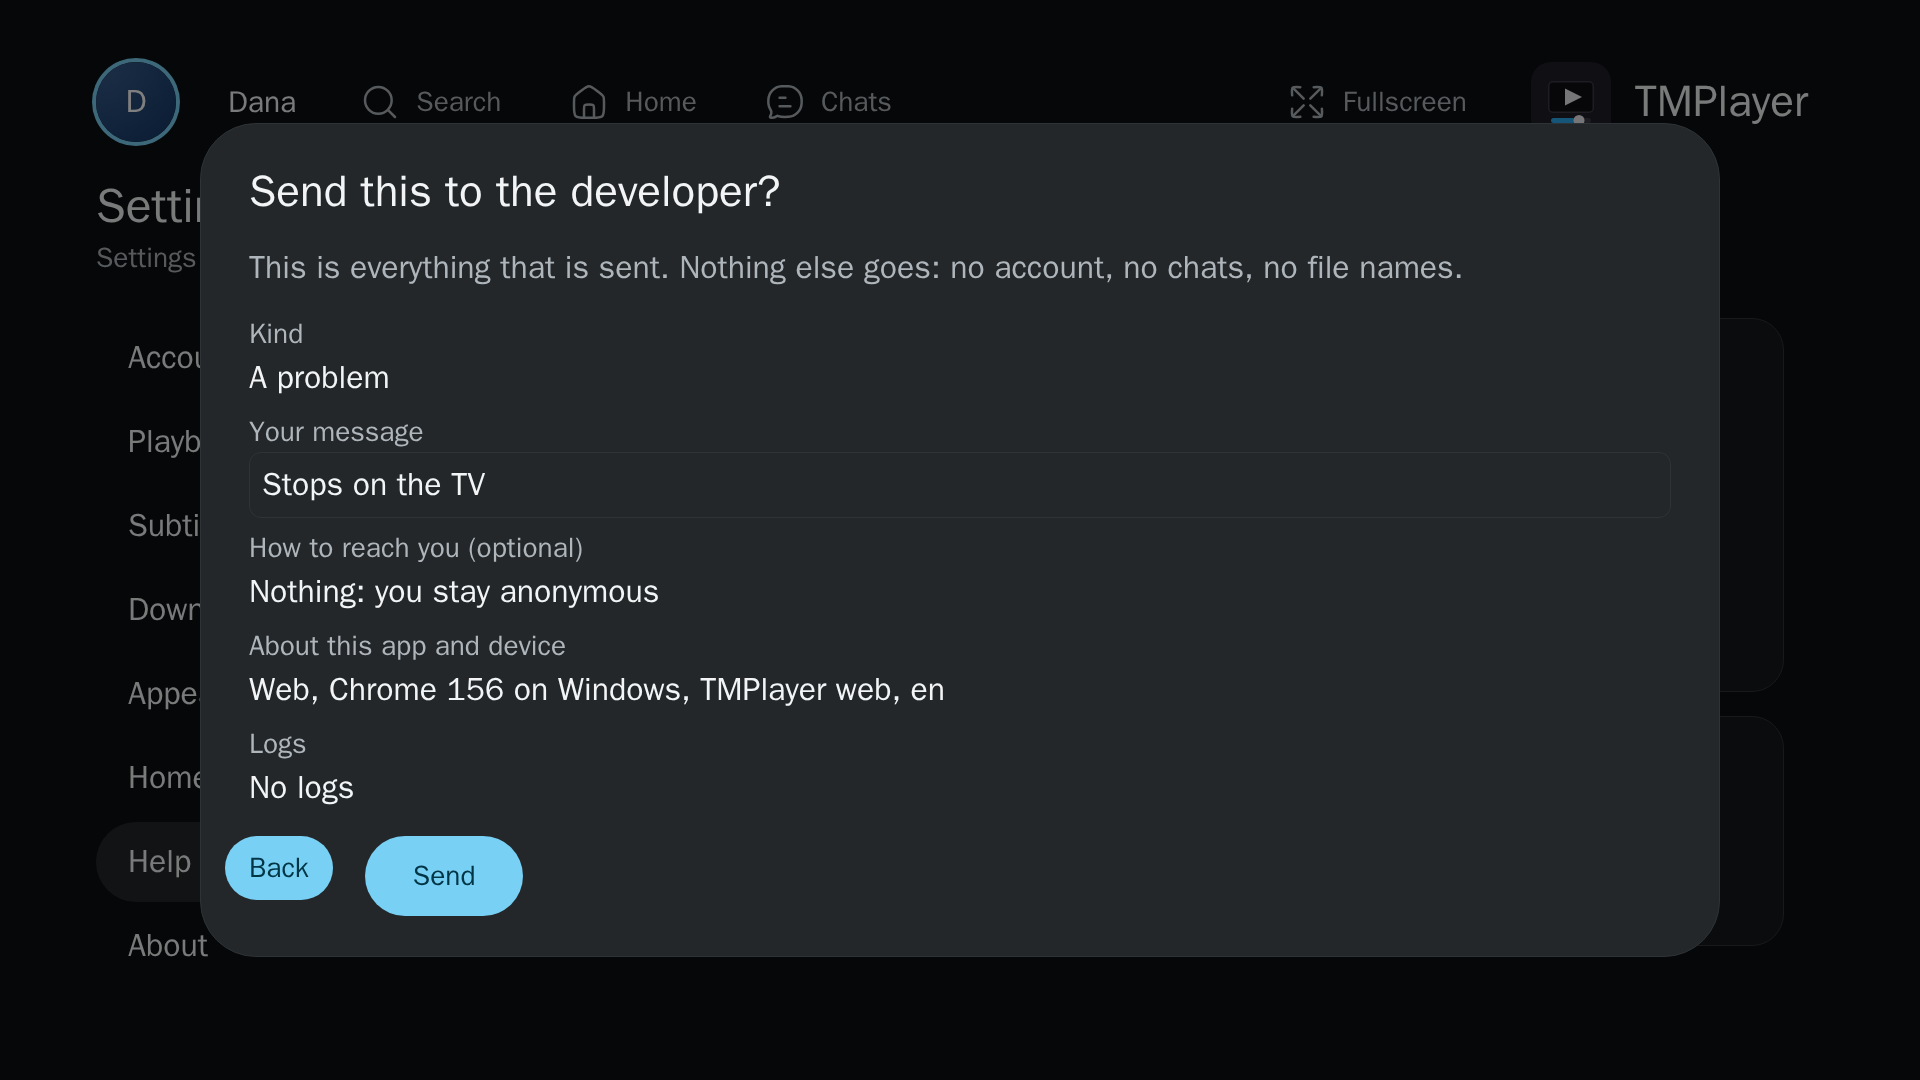 D
Dana
Search
Home
Chats
Fullscreen
TMPlayer
Settings
Send this to the developer?
This is everything that is sent. Nothing else goes: no account, no chats, no file names.
Kind
A problem
Your message
Stops on the TV
How to reach you (optional)
Nothing: you stay anonymous
About this app and device
Web, Chrome 156 on Windows, TMPlayer web, en
Logs
No logs
Back
Send
Home
Help
About